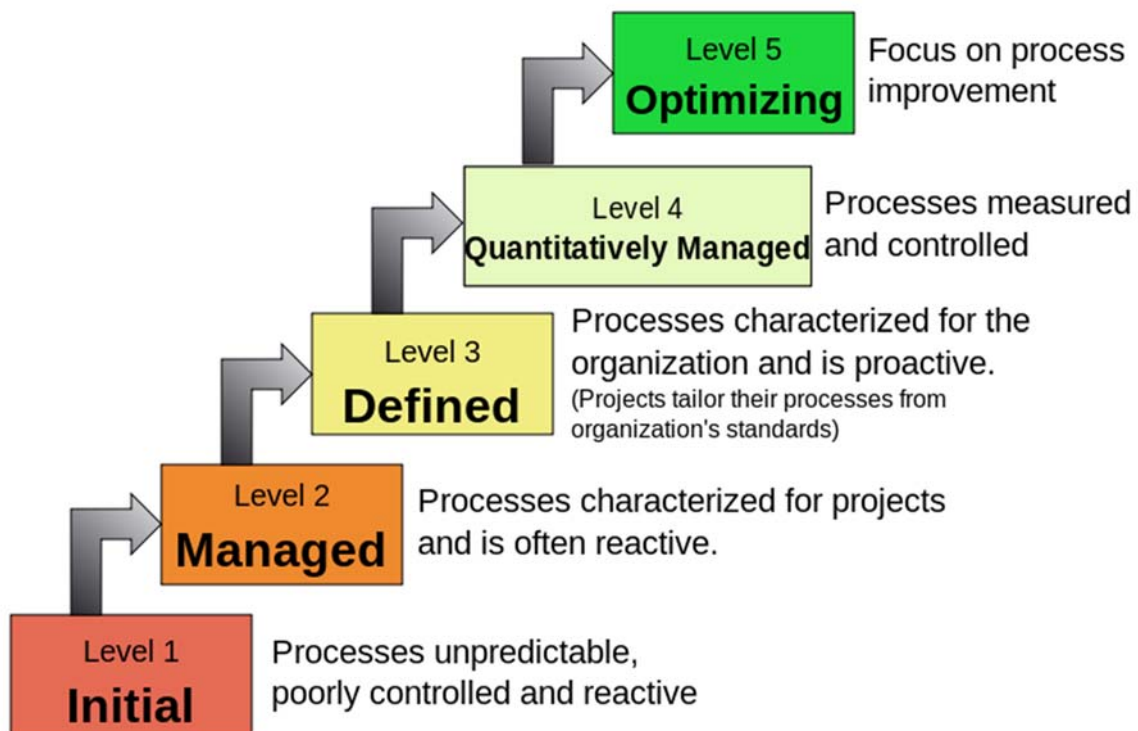 Level 5
Optimizing
Focus on process
improvement
Level 4
Quantitatively Managed
Processes measured
and controlled
Level 3
Defined
Processes characterized for the
organization and is proactive.
(Projects tailor their processes from
organization's standards)
Level 2
Managed
Processes characterized for projects
and is often reactive.
Level 1
Initial
Processes unpredictable,
poorly controlled and reactive